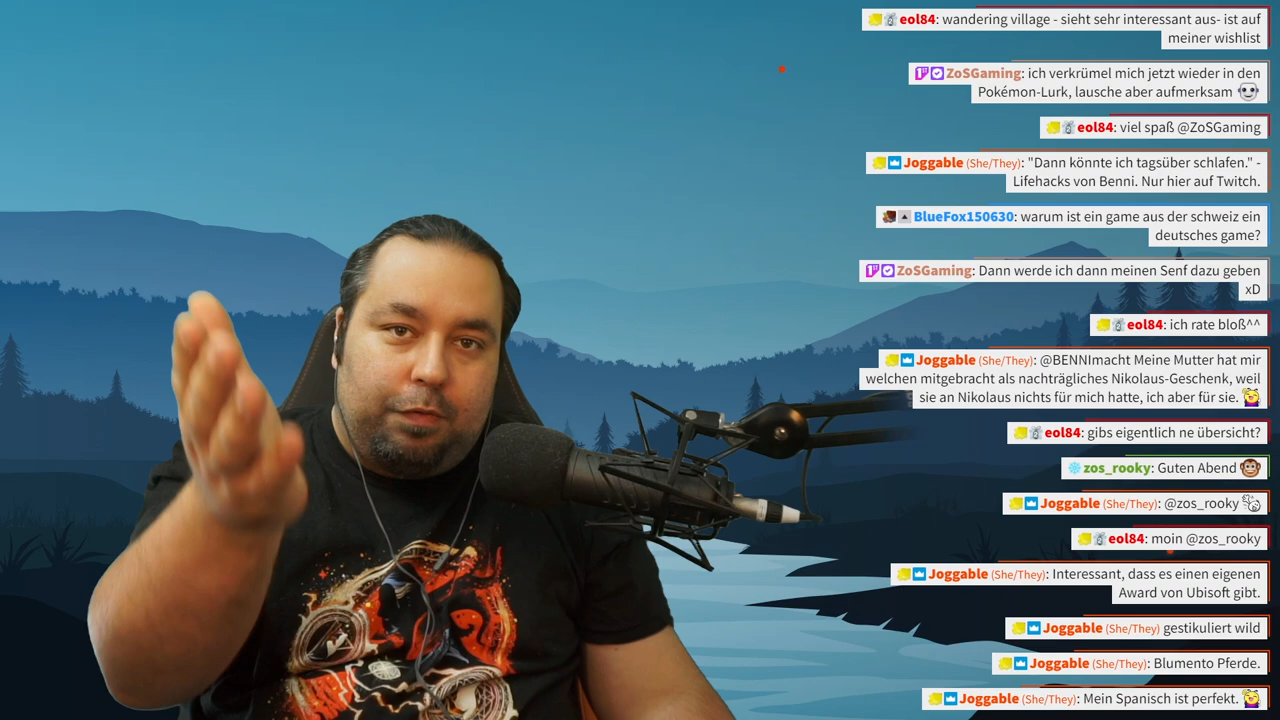 eol84: wandering village - sieht sehr interessant aus- ist auf
meiner wishlist
ZoSGaming: ich verkrümel mich jetzt wieder in den
Pokémon-Lurk, lausche aber aufmerksam
eol84: viel spaß @ZoSGaming
Joggable (She/They): "Dann könnte ich tagsüber schlafen." -
Lifehacks von Benni. Nur hier auf Twitch.
BlueFox150630: warum ist ein game aus der schweiz ein
deutsches game?
ZoSGaming: Dann werde ich dann meinen Senf dazu geben
xD
eol84: ich rate bloß^^
Joggable (She/They): @BENNImacht Meine Mutter hat mir
welchen mitgebracht als nachträgliches Nikolaus-Geschenk, weil
sie an Nikolaus nichts für mich hatte, ich aber für sie.
eol84: gibs eigentlich ne übersicht?
zos_rooky: Guten Abend
Joggable (She/They): @zos_rooky
eol84: moin @zos_rooky
Joggable (She/They): Interessant, dass es einen eigenen
Award von Ubisoft gibt.
Joggable (She/They) gestikuliert wild
Joggable (She/They): Blumento Pferde.
Joggable (She/They): Mein Spanisch ist perfekt.